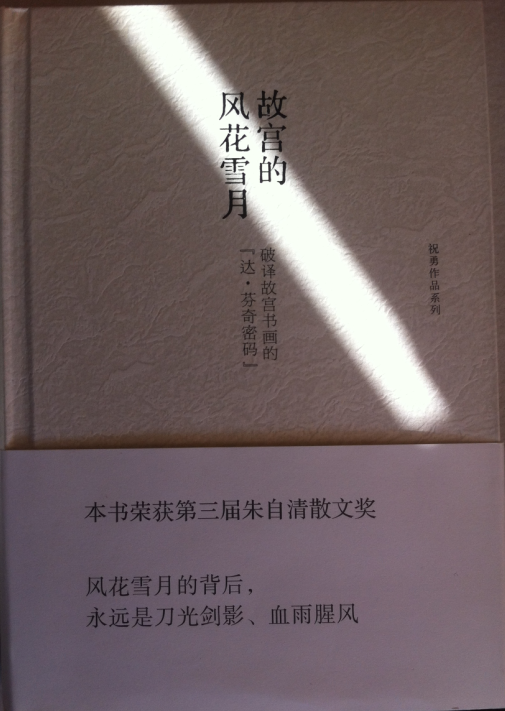 故宫的
风花雪月
破译故宫书画的
『达·芬奇密码』
祝勇作品系列
本书荣获第三届朱自清散文奖
风花雪月的背后，
永远是刀光剑影、血雨腥风